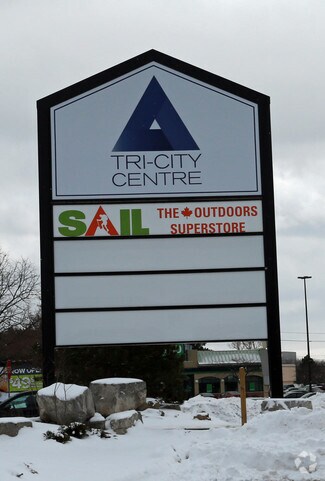 TRI-CITY
CENTRE
SAIL
THE OUTDOORS
SUPERSTORE